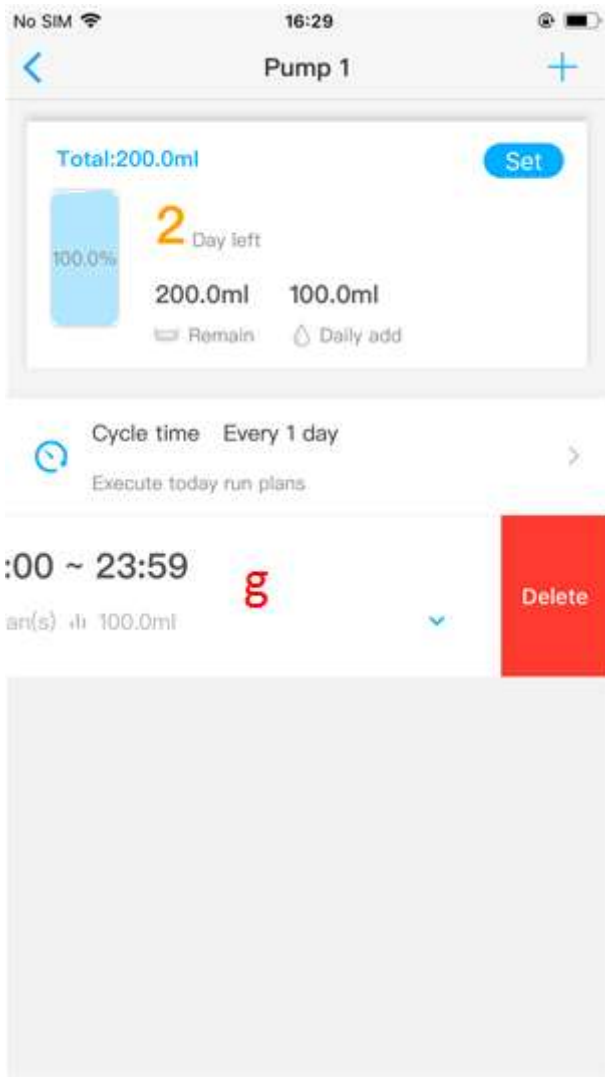 No SIM 16:29
Pump 1
Total:200.0ml Set
100.0%
2 Day left
200.0ml 100.0ml
Remain Daily add
Cycle time Every 1 day
Execute today run plans
:00 ~ 23:59
g
Delete
an(s) 100.0ml